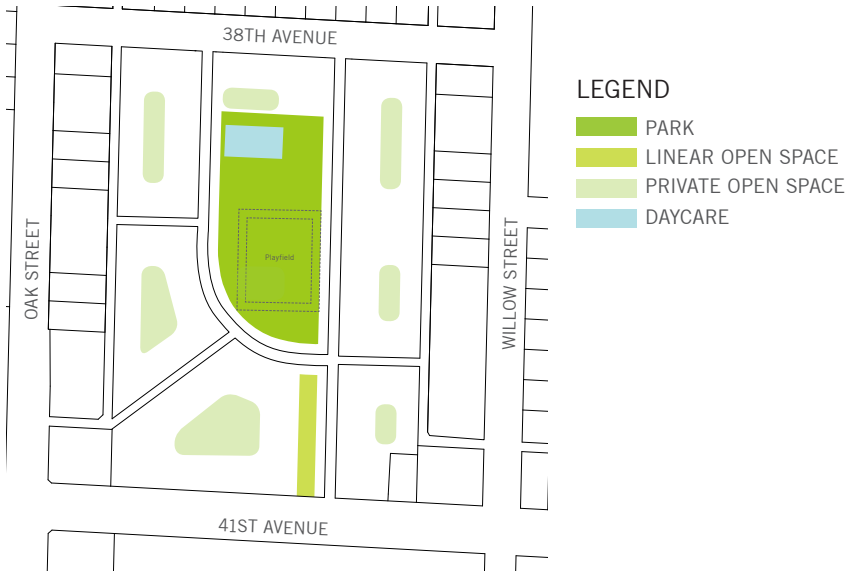 38TH AVENUE
LEGEND
PARK
LINEAR OPEN SPACE
PRIVATE OPEN SPACE
DAYCARE
OAK STREET
Playfield
WILLOW STREET
41ST AVENUE